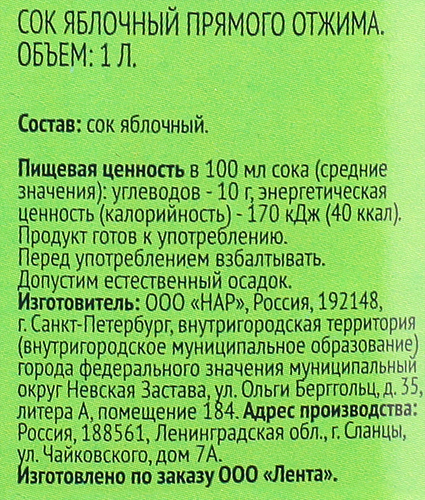 СОК ЯБЛОЧНЫЙ ПРЯМОГО ОТЖИМА.
ОБЪЕМ: 1 Л.
Состав: сок яблочный.
Пищевая ценность в 100 мл сока (средние
значения): углеводов - 10 г, энергетическая
ценность (калорийность) - 170 кДж (40 ккал).
Продукт готов к употреблению.
Перед употреблением взбалтывать.
Допустим естественный осадок.
Изготовитель: ООО «НАР», Россия, 192148,
г. Санкт-Петербург, внутригородская территория
(внутригородское муниципальное образование)
города федерального значения муниципальный
округ Невская Застава, ул. Ольги Берггольц, д. 35,
литера А, помещение 184. Адрес производства:
Россия, 188561, Ленинградская обл., г. Сланцы,
ул. Чайковского, дом 7А.
Изготовлено по заказу ООО «Лента».